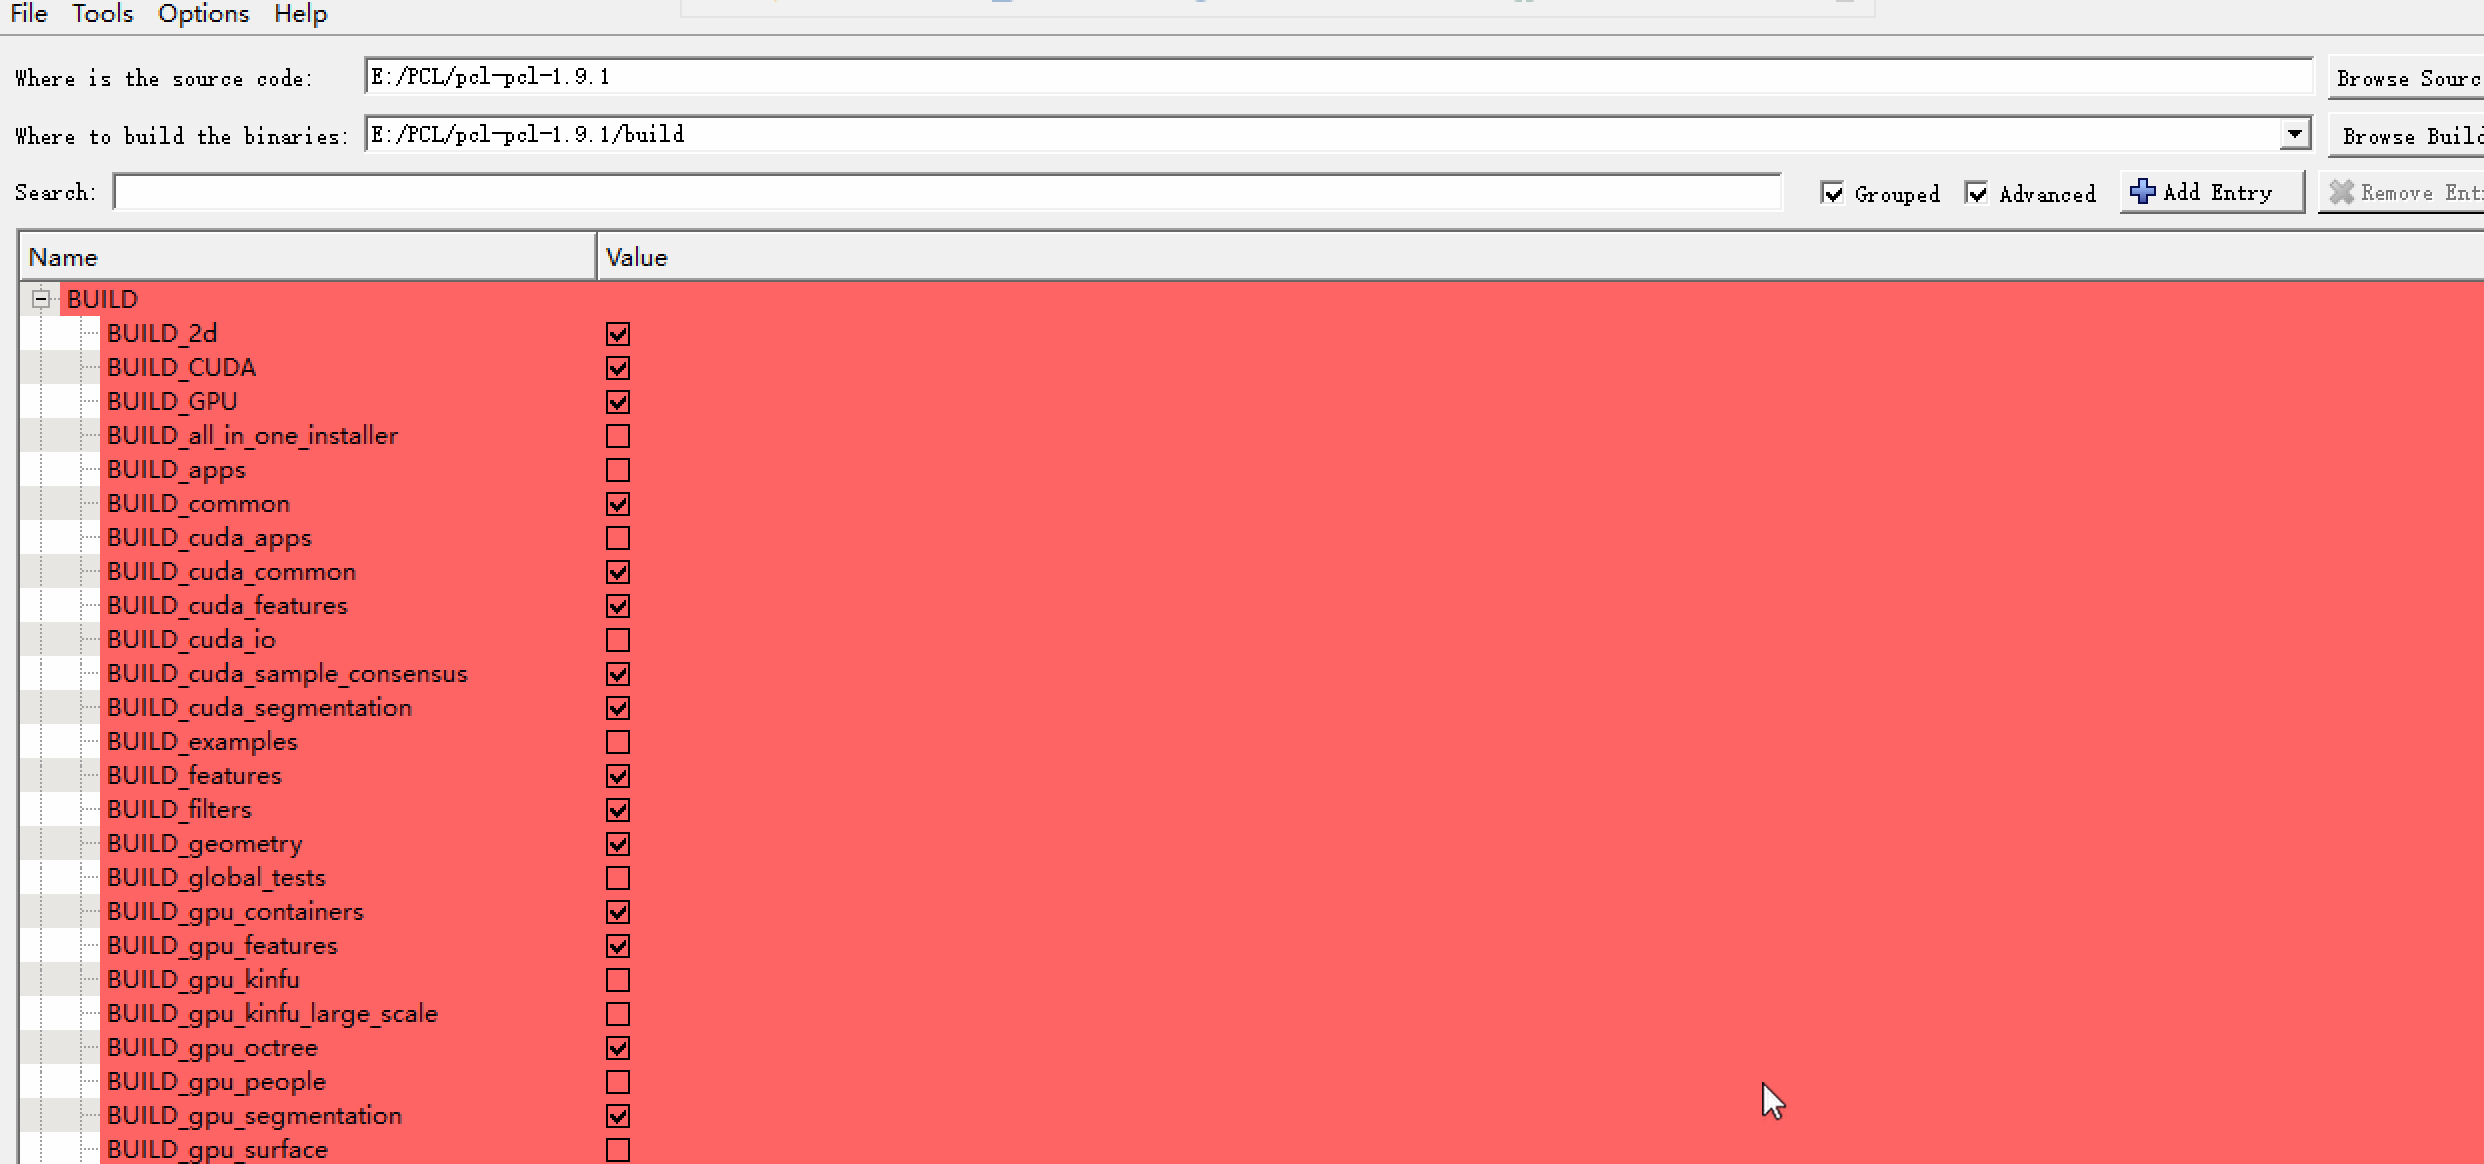 File Tools Options Help
Where is the source code: E:/PCL/pcl-pcl-1.9.1 Browse Sourc
Where to build the binaries: E:/PCL/pcl-pcl-1.9.1/build Browse Build
Search: Grouped Advanced Add Entry Remove Ent
Name Value
BUILD
BUILD_2d
BUILD_CUDA
BUILD_GPU
BUILD_all_in_one_installer
BUILD_apps
BUILD_common
BUILD_cuda_apps
BUILD_cuda_common
BUILD_cuda_features
BUILD_cuda_io
BUILD_cuda_sample_consensus
BUILD_cuda_segmentation
BUILD_examples
BUILD_features
BUILD_filters
BUILD_geometry
BUILD_global_tests
BUILD_gpu_containers
BUILD_gpu_features
BUILD_gpu_kinfu
BUILD_gpu_kinfu_large_scale
BUILD_gpu_octree
BUILD_gpu_people
BUILD_gpu_segmentation
BUILD_gpu_surface